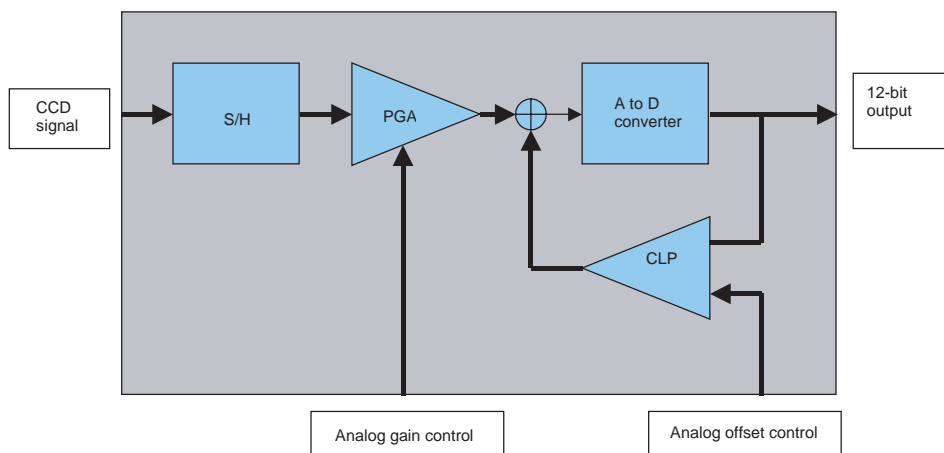 CCD
signal
S/H
PGA
A to D
converter
12-bit
output
CLP
Analog gain control
Analog offset control